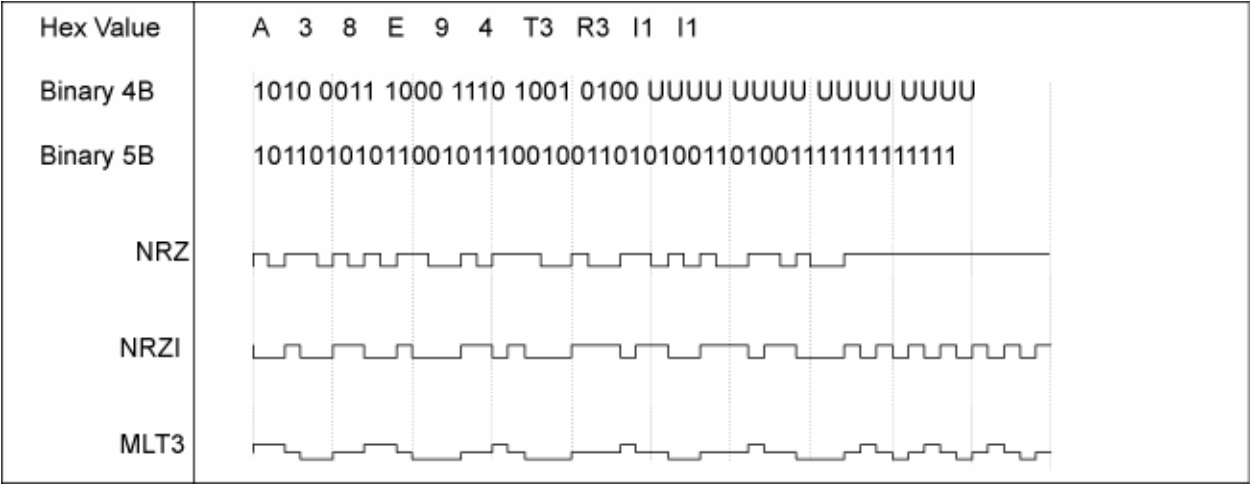 Hex Value A 3 8 E 9 4 T3 R3 I1 I1
Binary 4B 1010 0011 1000 1110 1001 0100 UUUU UUUU UUUU UUUU
Binary 5B 10110101011001011100100110101001101001111111111111
NRZ
NRZI
MLT3